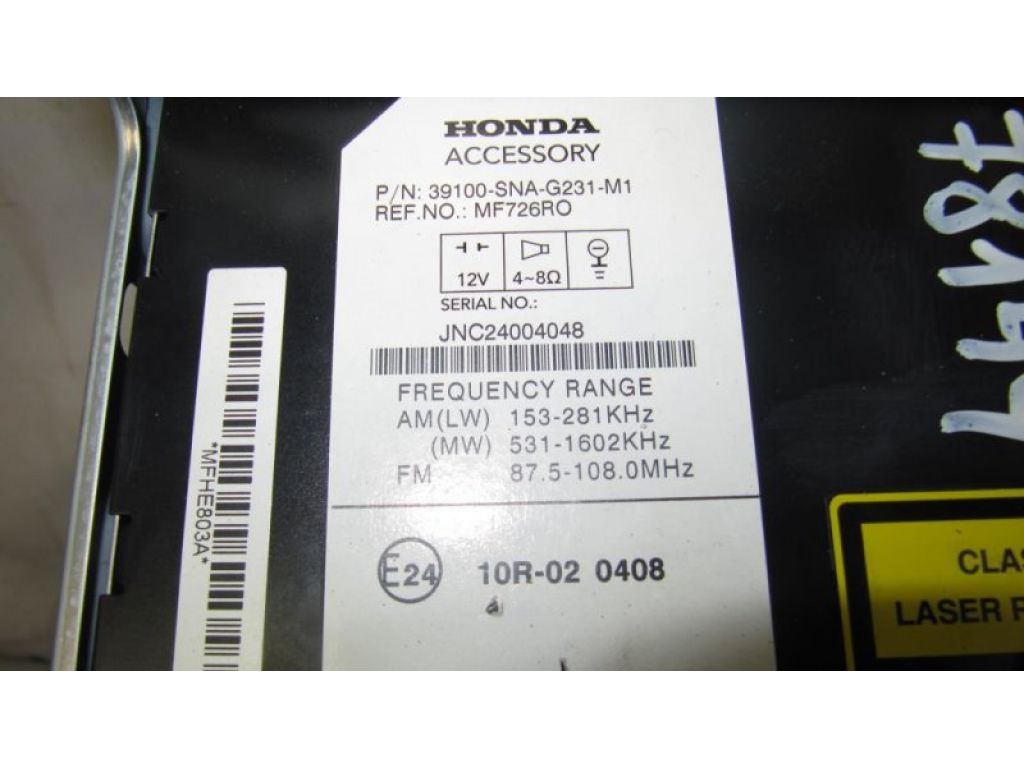 HONDA
ACCESSORY
P/N: 39100-SNA-G231-M1
REF.NO.: MF726RO
12V 4~8Ω
SERIAL NO.:
JNC24004048
FREQUENCY RANGE
AM(LW) 153-281KHz
(MW) 531-1602KHz
FM 87.5-108.0MHz
E24 10R-02 0408
*MFHE803A*
CLAS
LASER P